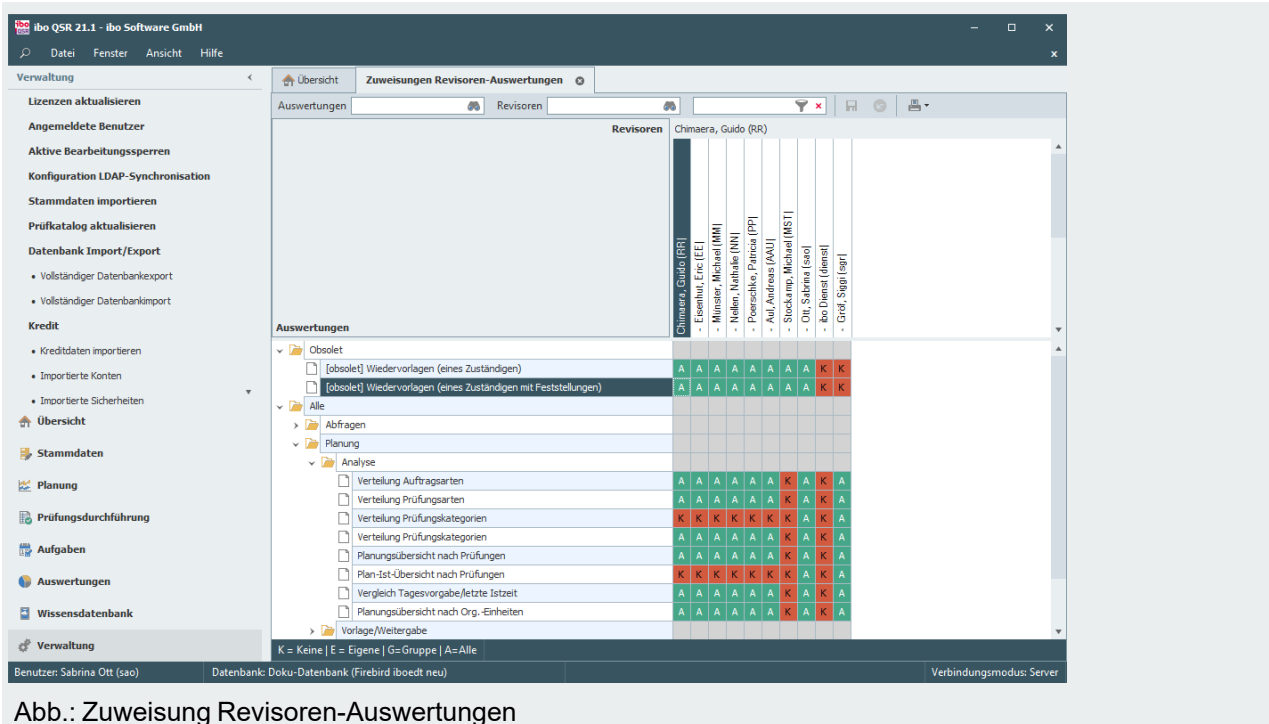 ibo QSR 21.1 - ibo Software GmbH
Datei Fenster Ansicht Hilfe
Verwaltung
Lizenzen aktualisieren
Angemeldete Benutzer
Aktive Bearbeitungssperren
Konfiguration LDAP-Synchronisation
Stammdaten importieren
Prüfkatalog aktualisieren
Datenbank Import/Export
• Vollständiger Datenbankexport
• Vollständiger Datenbankimport
Kredit
• Kreditdaten importieren
• Importierte Konten
• Importierte Sicherheiten
Übersicht
Stammdaten
Planung
Prüfungsdurchführung
Aufgaben
Auswertungen
Wissensdatenbank
Verwaltung
Übersicht Zuweisungen Revisoren-Auswertungen
Auswertungen Revisoren
Revisoren Chimaera, Guido (RR)
Chimaera, Guido (RR)
- Eisenhut, Eric (EE)
- Münster, Michael (MM)
- Nellen, Nathalie (NN)
- Poerschke, Patricia (PP)
- Aul, Andreas (AAU)
- Stockamp, Michael (MST)
- Ott, Sabrina (sao)
- ibo Dienst (dienst)
- Gröf, Siggi (sgr)
Auswertungen
Obsolet
[obsolet] Wiedervorlagen (eines Zuständigen) A A A A A A A A K K
[obsolet] Wiedervorlagen (eines Zuständigen mit Feststellungen) A A A A A A A A K K
Alle
Abfragen
Planung
Analyse
Verteilung Auftragsarten A A A A A A K A K A
Verteilung Prüfungsarten A A A A A A K A K A
Verteilung Prüfungskategorien K K K K K K K A K A
Verteilung Prüfungskategorien A A A A A A K A K A
Planungsübersicht nach Prüfungen A A A A A A K A K A
Plan-Ist-Übersicht nach Prüfungen K K K K K K K A K A
Vergleich Tagesvorgabe/letzte Istzeit A A A A A A K A K A
Planungsübersicht nach Org.-Einheiten A A A A A A K A K A
Vorlage/Weitergabe
K = Keine | E = Eigene | G=Gruppe | A=Alle
Benutzer: Sabrina Ott (sao) Datenbank: Doku-Datenbank (Firebird iboedt neu) Verbindungsmodus: Server
Abb.: Zuweisung Revisoren-Auswertungen